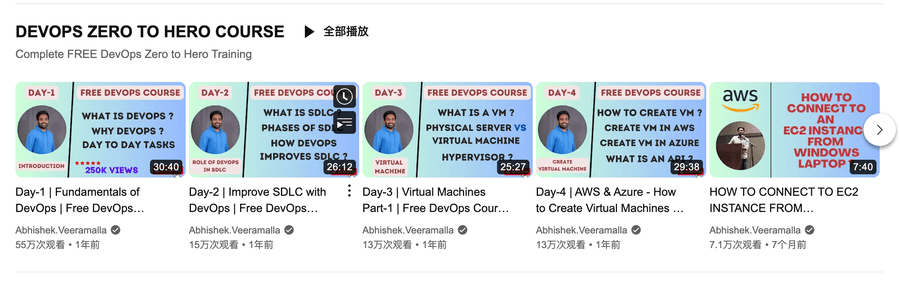 DEVOPS ZERO TO HERO COURSE
全部播放
Complete FREE DevOps Zero to Hero Training
DAY-1
FREE DEVOPS COURSE
WHAT IS DEVOPS ?
WHY DEVOPS ?
DAY TO DAY TASKS
INTRODUCTION
★★★★★
250K VIEWS
30:40
DAY-2
FREE DEVOPS
WHAT IS SDLC
PHASES OF
HOW DEVOPS
IMPROVES SDLC ?
ROLE OF DEVOPS
IN SDLC
26:12
DAY-3
FREE DEVOPS COURSE
WHAT IS A VM ?
PHYSICAL SERVER VS
VIRTUAL MACHINE
HYPERVISOR ?
VIRTUAL
MACHINE
25:27
DAY-4
FREE DEVOPS COURSE
HOW TO CREATE VM ?
CREATE VM IN AWS
CREATE VM IN AZURE
WHAT IS AN API ?
CREATE
VIRTUAL MACHINE
29:38
aws
HOW TO
CONNECT TO
AN
EC2 INSTANCE
FROM
WINDOWS
LAPTOP
7:40
Day-1 | Fundamentals of
DevOps | Free DevOps…
Abhishek.Veeramalla
55万次观看 • 1年前
Day-2 | Improve SDLC with
DevOps | Free DevOps…
Abhishek.Veeramalla
15万次观看 • 1年前
Day-3 | Virtual Machines
Part-1 | Free DevOps Cour…
Abhishek.Veeramalla
13万次观看 • 1年前
Day-4 | AWS & Azure - How
to Create Virtual Machines …
Abhishek.Veeramalla
13万次观看 • 1年前
HOW TO CONNECT TO EC2
INSTANCE FROM…
Abhishek.Veeramalla
7.1万次观看 • 7个月前